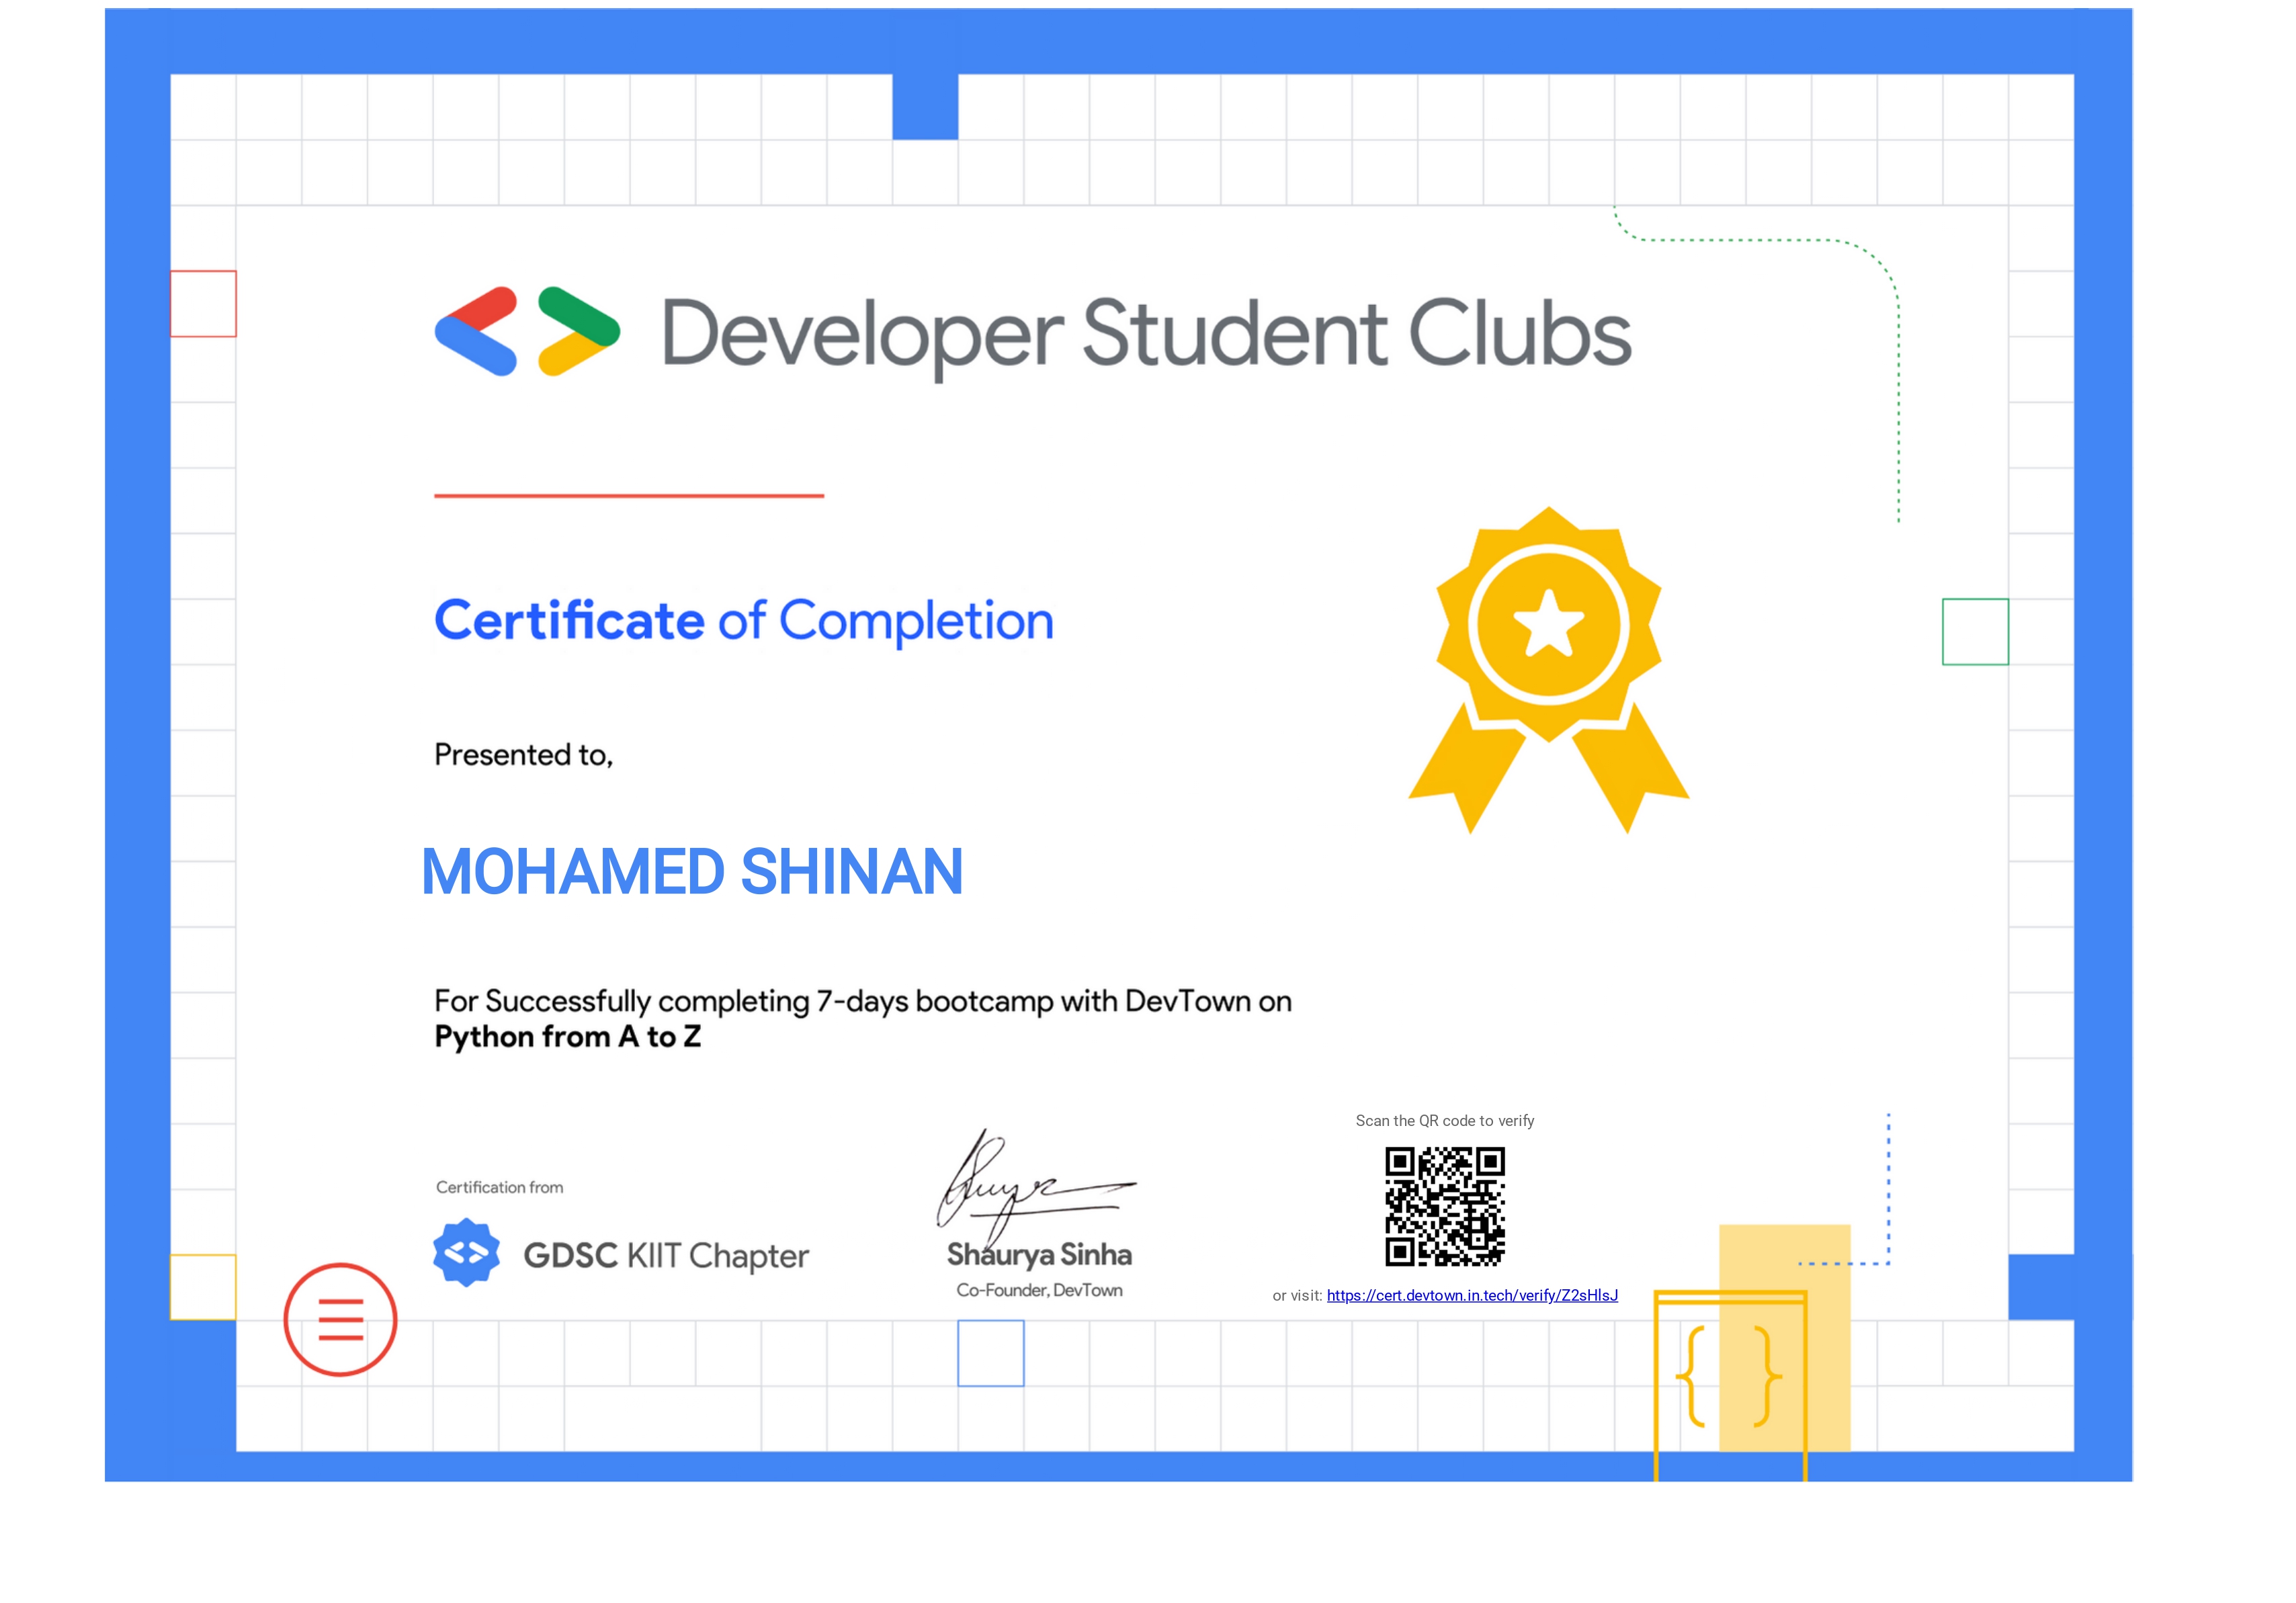 Developer Student Clubs
Certificate of Completion
Presented to,
MOHAMED SHINAN
For Successfully completing 7-days bootcamp with DevTown on
Python from A to Z
Certification from
GDSC KIIT Chapter
Shaurya Sinha
Co-Founder, DevTown
Scan the QR code to verify
or visit: https://cert.devtown.in.tech/verify/Z2sHlsJ
{ }